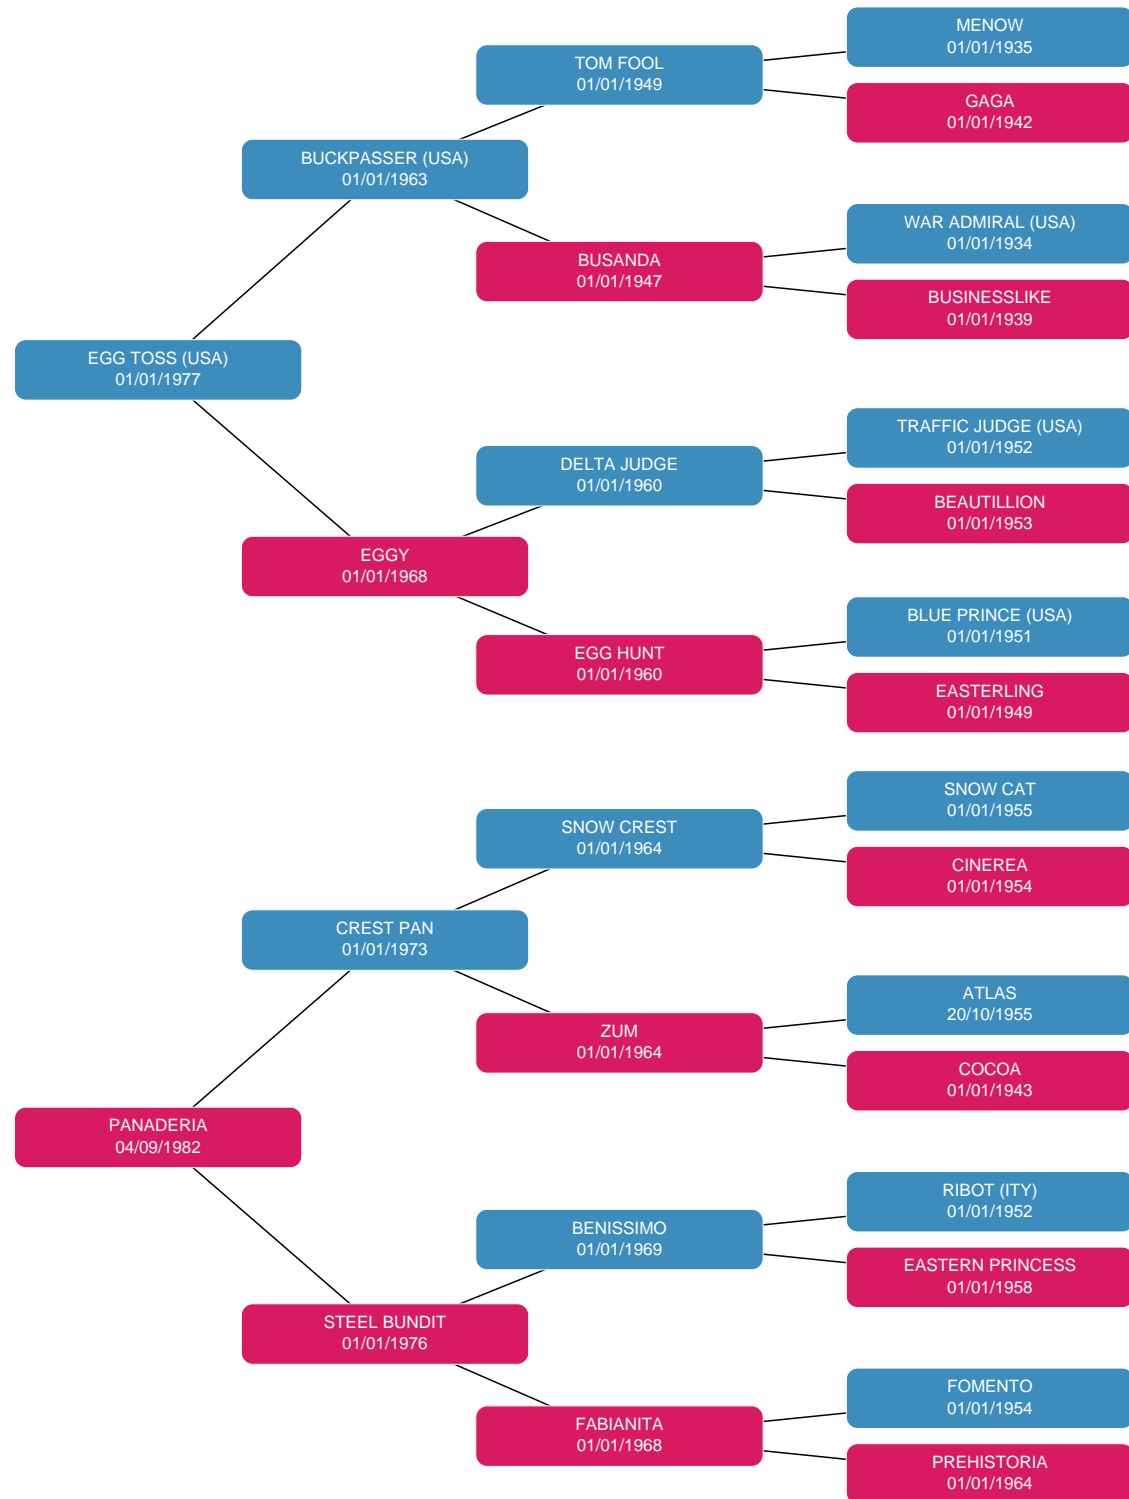 MENOW
01/01/1935
TOM FOOL
01/01/1949
GAGA
01/01/1942
BUCKPASSER (USA)
01/01/1963
WAR ADMIRAL (USA)
01/01/1934
BUSANDA
01/01/1947
BUSINESSLIKE
01/01/1939
EGG TOSS (USA)
01/01/1977
TRAFFIC JUDGE (USA)
01/01/1952
DELTA JUDGE
01/01/1960
BEAUTILLION
01/01/1953
EGGY
01/01/1968
BLUE PRINCE (USA)
01/01/1951
EGG HUNT
01/01/1960
EASTERLING
01/01/1949
SNOW CAT
01/01/1955
SNOW CREST
01/01/1964
CINEREA
01/01/1954
CREST PAN
01/01/1973
ATLAS
20/10/1955
ZUM
01/01/1964
COCOA
01/01/1943
PANADERIA
04/09/1982
RIBOT (ITY)
01/01/1952
BENISSIMO
01/01/1969
EASTERN PRINCESS
01/01/1958
STEEL BUNDIT
01/01/1976
FOMENTO
01/01/1954
FABIANITA
01/01/1968
PREHISTORIA
01/01/1964